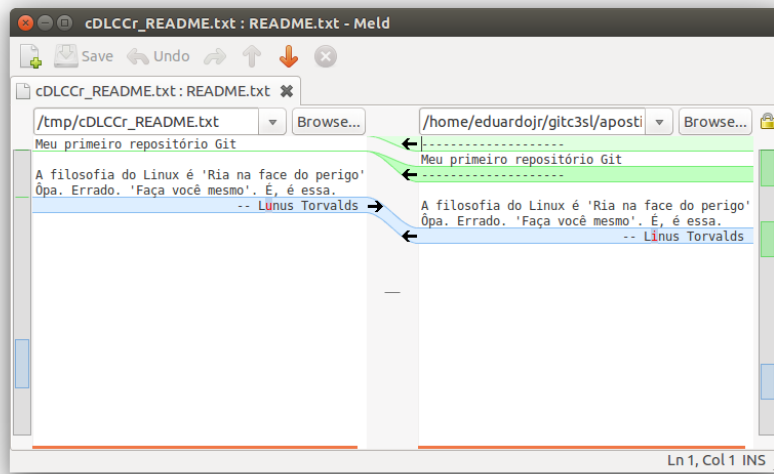 cDLCCr_README.txt : README.txt - Meld
Save Undo
cDLCCr_README.txt : README.txt
/tmp/cDLCCr_README.txt Browse... /home/eduardojr/gitc3sl/aposti Browse...
Meu primeiro repositório Git
A filosofia do Linux é 'Ria na face do perigo'
Ôpa. Errado. 'Faça você mesmo'. É, é essa.
-- Lunus Torvalds
--------------------
Meu primeiro repositório Git
--------------------
A filosofia do Linux é 'Ria na face do perigo'
Ôpa. Errado. 'Faça você mesmo'. É, é essa.
-- Linus Torvalds
Ln 1, Col 1 INS